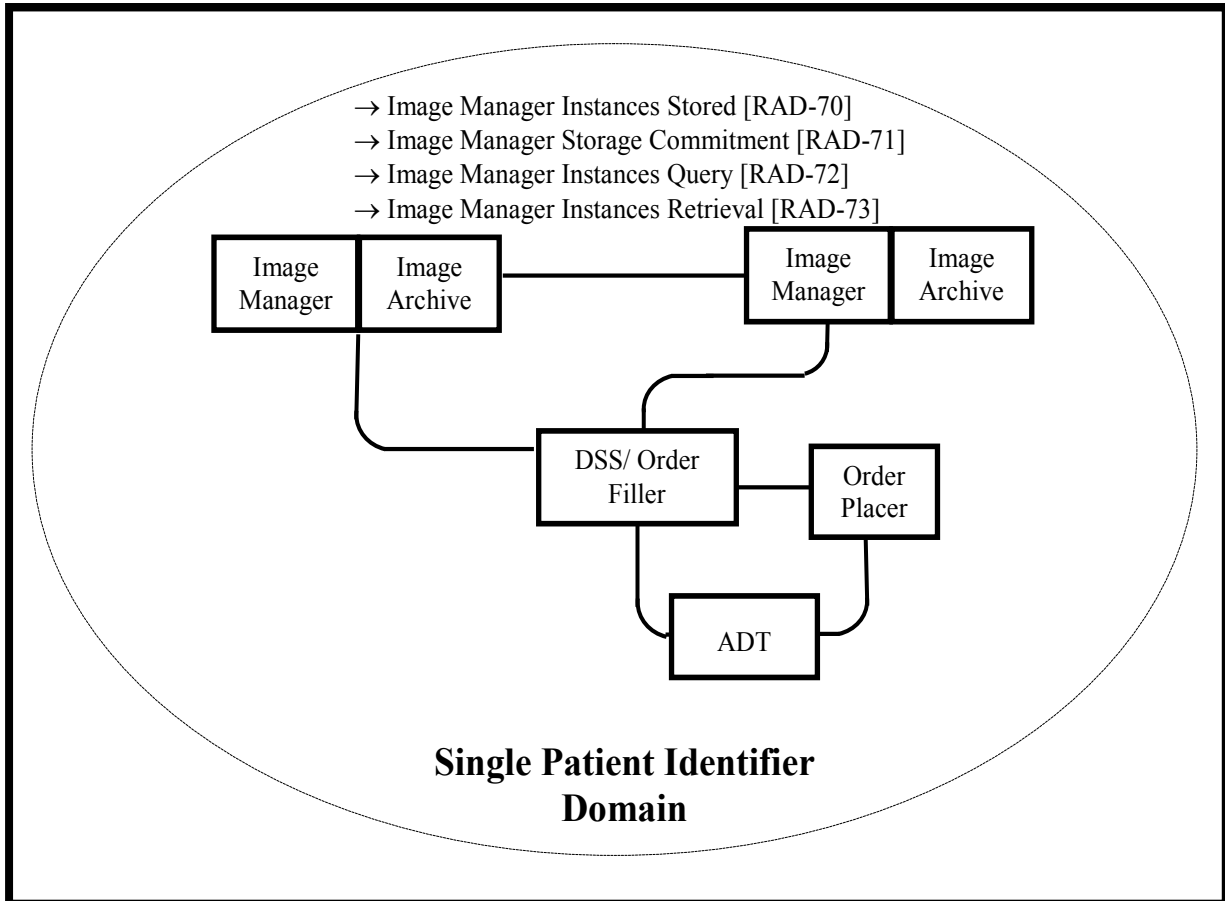 → Image Manager Instances Stored [RAD-70]
→ Image Manager Storage Commitment [RAD-71]
→ Image Manager Instances Query [RAD-72]
→ Image Manager Instances Retrieval [RAD-73]
Image
Manager
Image
Archive
Image
Manager
Image
Archive
DSS/ Order
Filler
Order
Placer
ADT
Single Patient Identifier
Domain